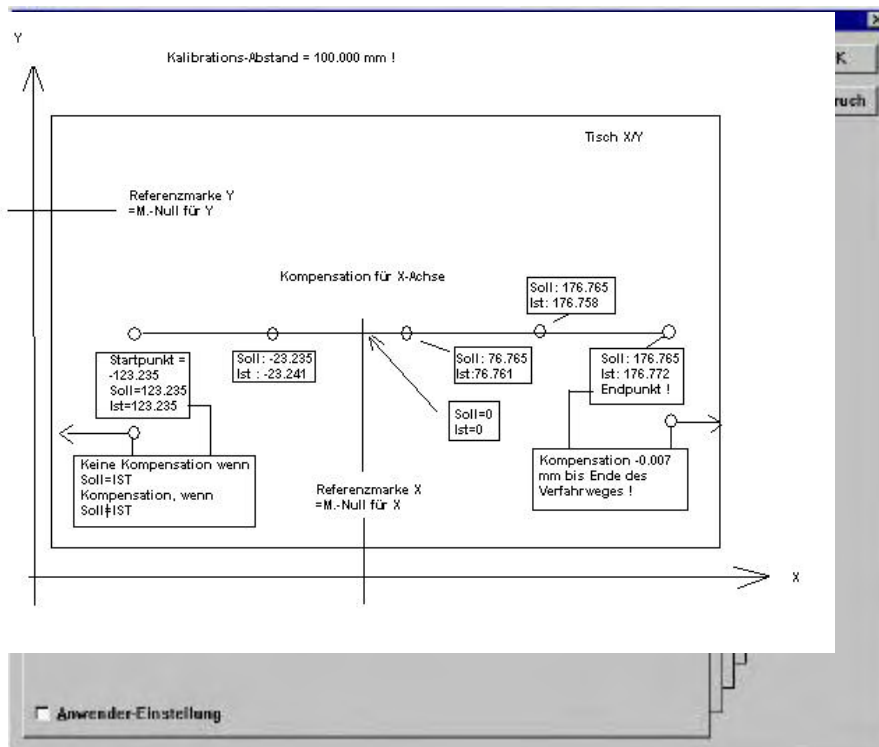 Y
Kalibrations-Abstand = 100.000 mm !
K
ruch
Tisch X/Y
Referenzmarke Y
=M.-Null für Y
Kompensation für X-Achse
Soll: 176.765
Ist: 176.758
Startpunkt =
-123.235
Soll=123.235
Ist=123.235
Soll: -23.235
Ist : -23.241
Soll: 76.765
Ist:76.761
Soll: 176.765
Ist: 176.772
Endpunkt !
Soll=0
Ist=0
Keine Kompensation wenn
Soll=IST
Kompensation, wenn
Soll‡IST
Referenzmarke X
=M.-Null für X
Kompensation -0.007
mm bis Ende des
Verfahrweges !
X
Anwender-Einstellung